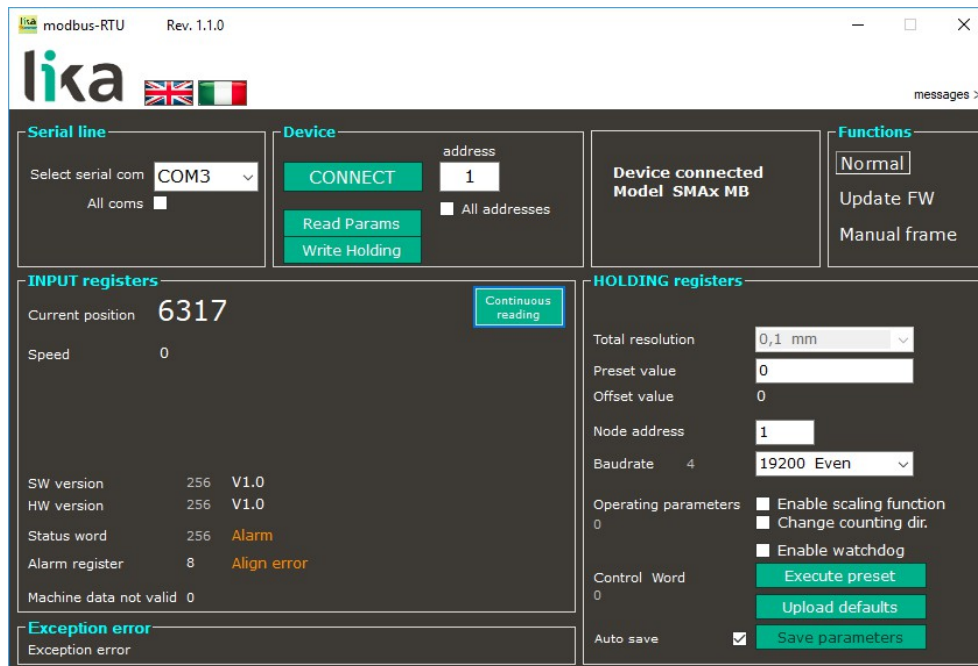 lika modbus-RTU Rev. 1.1.0
lika
messages >
Serial line
Select serial com COM3
All coms
Device
address
CONNECT 1
All addresses
Read Params
Write Holding
Device connected
Model SMAx MB
Functions
Normal
Update FW
Manual frame
INPUT registers
Current position 6317
Continuous
reading
Speed 0
SW version 256 V1.0
HW version 256 V1.0
Status word 256 Alarm
Alarm register 8 Align error
Machine data not valid 0
Exception error
Exception error
HOLDING registers
Total resolution 0,1 mm
Preset value 0
Offset value 0
Node address 1
Baudrate 4 19200 Even
Operating parameters Enable scaling function
0 Change counting dir.
Enable watchdog
Control Word Execute preset
0
Upload defaults
Auto save Save parameters